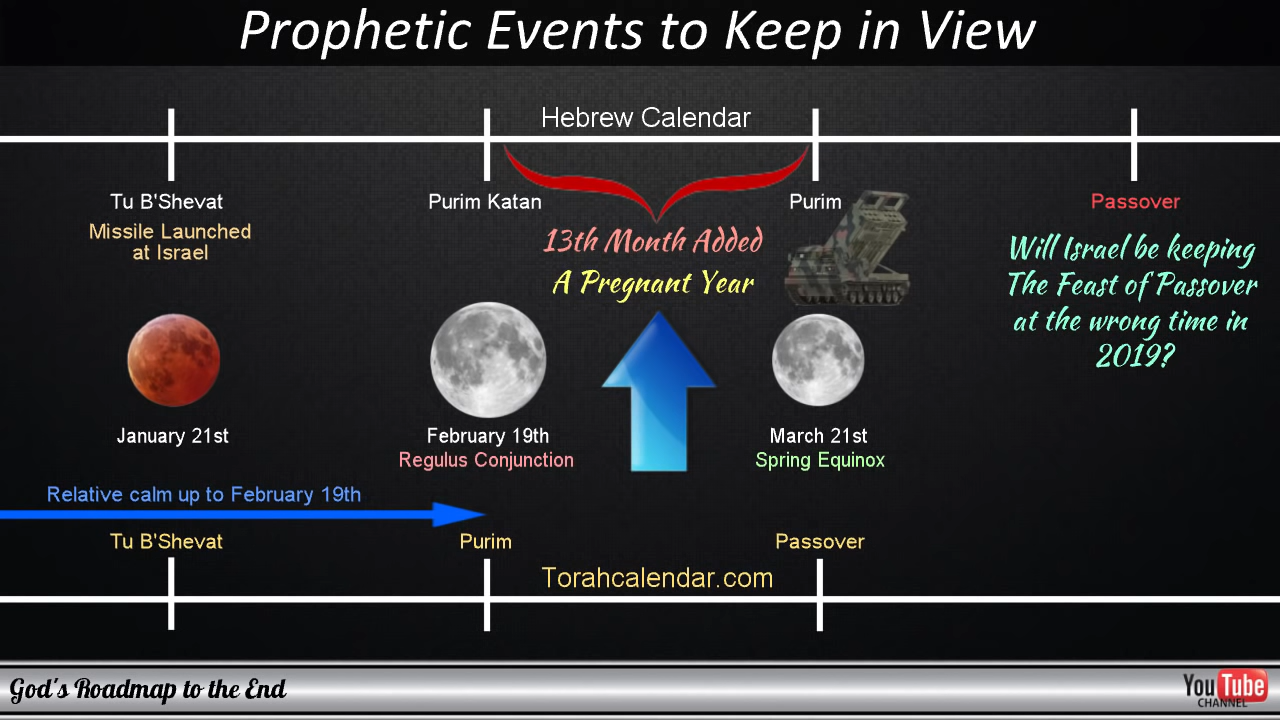 Prophetic Events to Keep in View
Hebrew Calendar
Tu B'Shevat
Missile Launched
at Israel
Purim Katan
13th Month Added
A Pregnant Year
Purim
Passover
Will Israel be keeping
The Feast of Passover
at the wrong time in
2019?
January 21st
February 19th
Regulus Conjunction
March 21st
Spring Equinox
Relative calm up to February 19th
Tu B'Shevat
Purim
Passover
Torahcalendar.com
God's Roadmap to the End
YouTube
CHANNEL